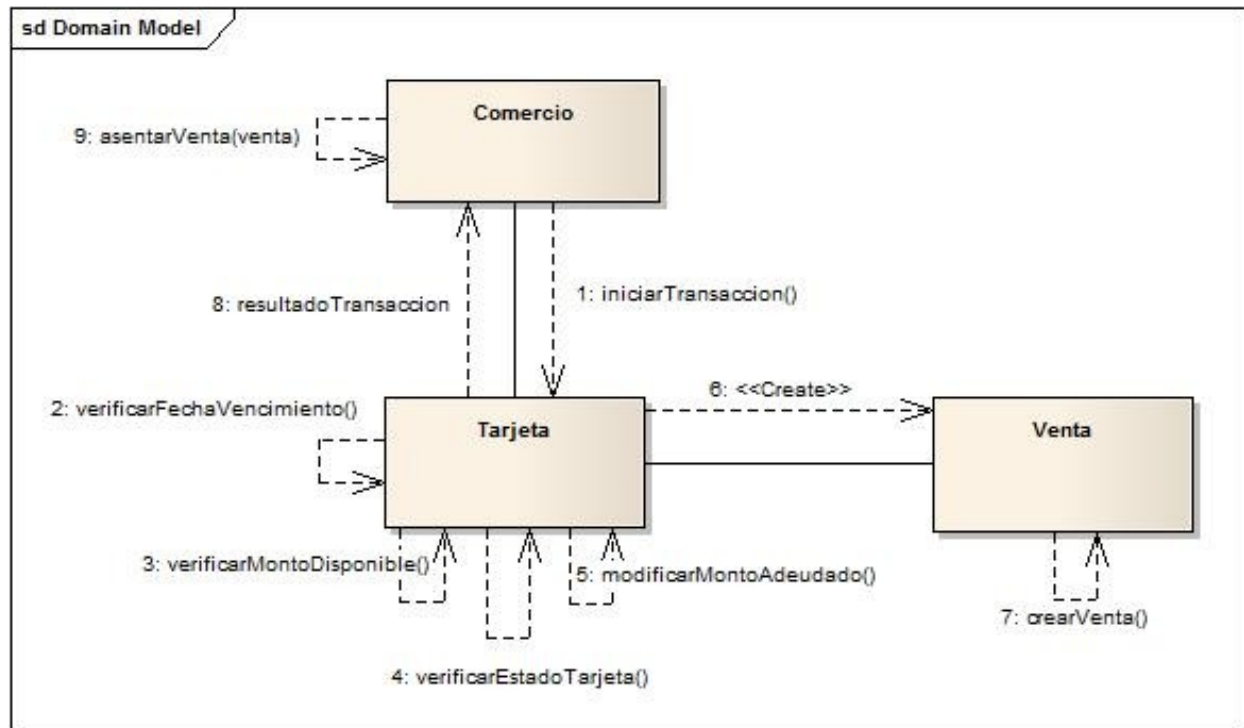 sd Domain Model
Comercio
9: asentarVenta(venta)
8: resultadoTransaccion
1: iniciarTransaccion()
2: verificarFechaVencimiento()
Tarjeta
6: <<Create>>
Venta
3: verificarMontoDisponible()
5: modificarMontoAdeudado()
7: crearVenta()
4: verificarEstadoTarjeta()